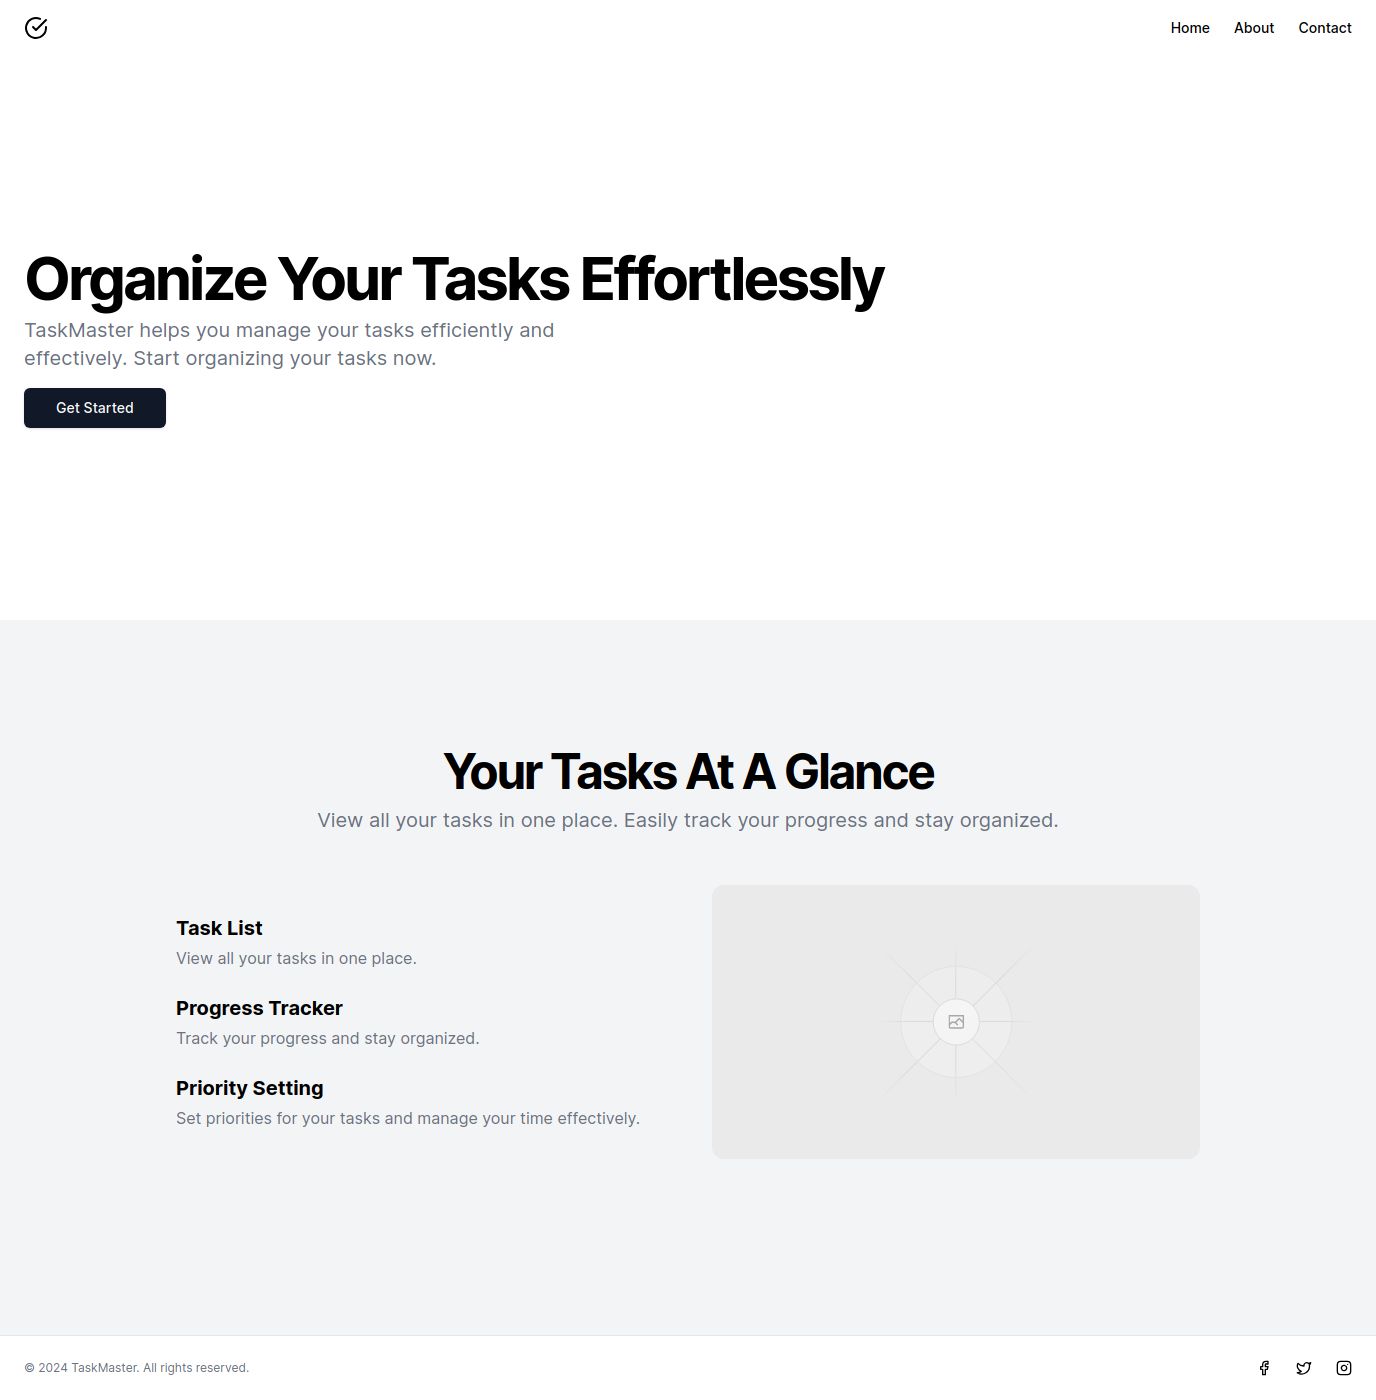 Home About Contact
Organize Your Tasks Effortlessly
TaskMaster helps you manage your tasks efficiently and
effectively. Start organizing your tasks now.
Get Started
Your Tasks At A Glance
View all your tasks in one place. Easily track your progress and stay organized.
Task List
View all your tasks in one place.
Progress Tracker
Track your progress and stay organized.
Priority Setting
Set priorities for your tasks and manage your time effectively.
© 2024 TaskMaster. All rights reserved.